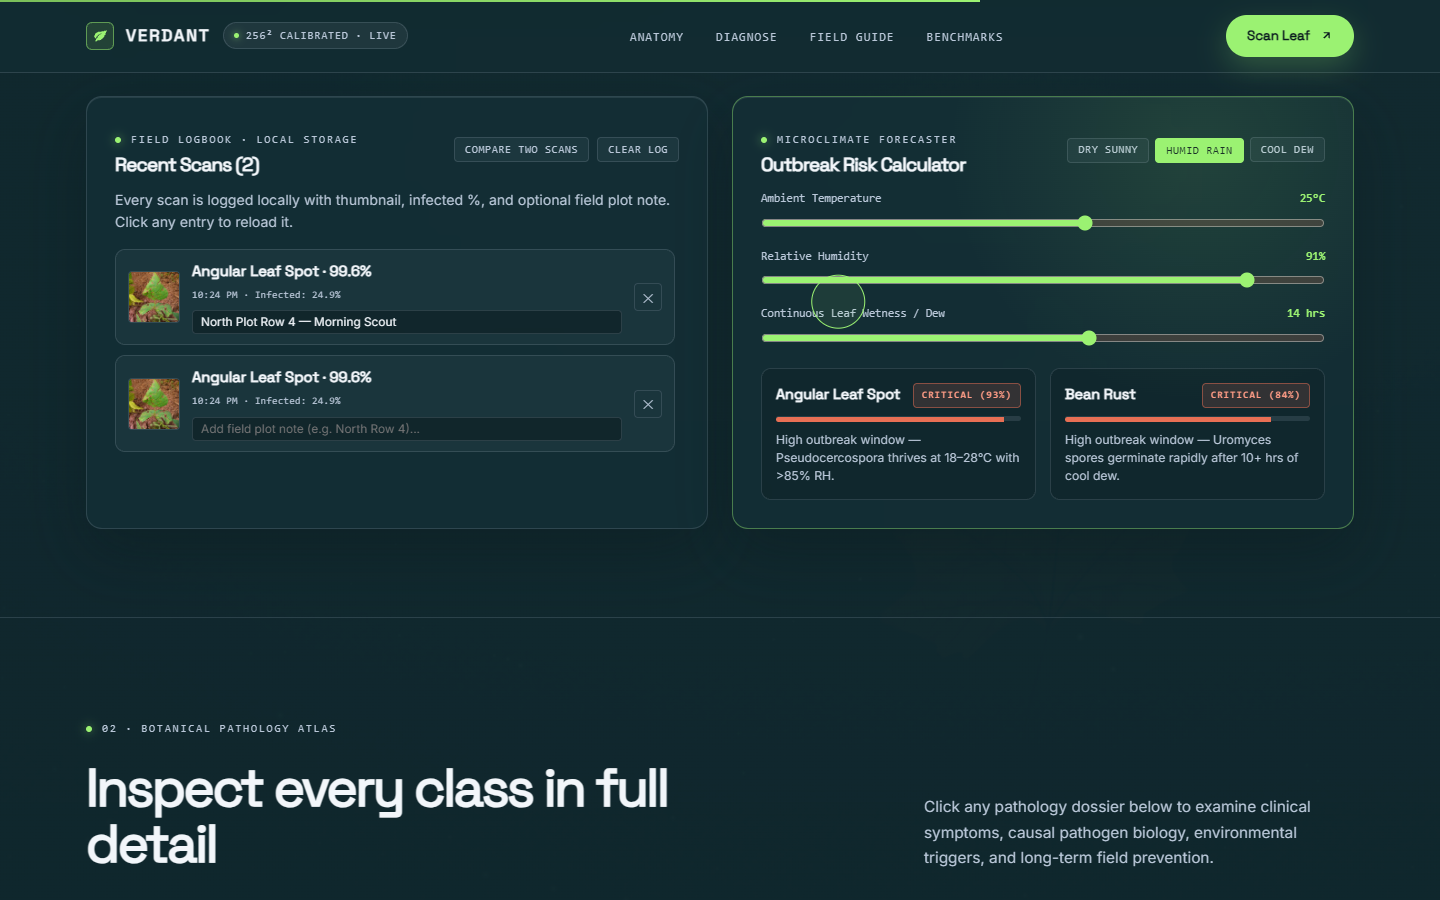 VERDANT
256² CALIBRATED · LIVE
ANATOMY
DIAGNOSE
FIELD GUIDE
BENCHMARKS
Scan Leaf
FIELD LOGBOOK · LOCAL STORAGE
Recent Scans (2)
COMPARE TWO SCANS
CLEAR LOG
Every scan is logged locally with thumbnail, infected %, and optional field plot note.
Click any entry to reload it.
Angular Leaf Spot · 99.6%
10:24 PM · Infected: 24.9%
North Plot Row 4 — Morning Scout
Angular Leaf Spot · 99.6%
10:24 PM · Infected: 24.9%
Add field plot note (e.g. North Row 4)...
MICROCLIMATE FORECASTER
Outbreak Risk Calculator
DRY SUNNY
HUMID RAIN
COOL DEW
Ambient Temperature
25°C
Relative Humidity
91%
Continuous Leaf Wetness / Dew
14 hrs
Angular Leaf Spot
CRITICAL (93%)
High outbreak window —
Pseudocercospora thrives at 18–28°C with
>85% RH.
Bean Rust
CRITICAL (84%)
High outbreak window — Uromyces
spores germinate rapidly after 10+ hrs of
cool dew.
02 · BOTANICAL PATHOLOGY ATLAS
Inspect every class in full
detail
Click any pathology dossier below to examine clinical
symptoms, causal pathogen biology, environmental
triggers, and long-term field prevention.